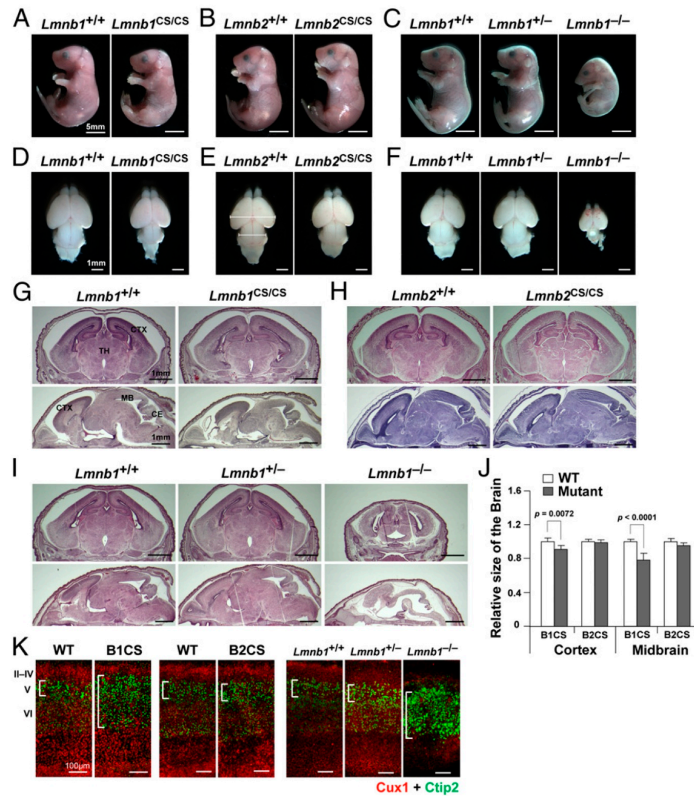 A Lmnb1+/+ Lmnb1CS/CS B Lmnb2+/+ Lmnb2CS/CS C Lmnb1+/+ Lmnb1+/– Lmnb1–/–
5mm
D Lmnb1+/+ Lmnb1CS/CS E Lmnb2+/+ Lmnb2CS/CS F Lmnb1+/+ Lmnb1+/– Lmnb1–/–
1mm
G Lmnb1+/+ Lmnb1CS/CS H Lmnb2+/+ Lmnb2CS/CS
CTX
TH
1mm
MB
CTX
CE
1mm
I Lmnb1+/+ Lmnb1+/– Lmnb1–/–
J
WT
Mutant
Relative size of the Brain
1.6
1.2
0.8
0.4
0
p = 0.0072
p < 0.0001
B1CS B2CS B1CS B2CS
Cortex Midbrain
K WT B1CS WT B2CS Lmnb1+/+ Lmnb1+/– Lmnb1–/–
II–IV
V
VI
100μm
Cux1 + Ctip2